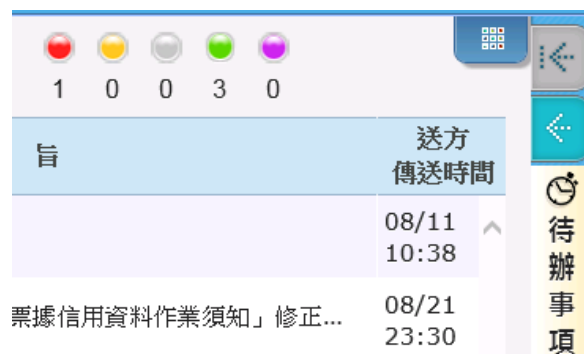 1 0 0 3 0
旨
送方
傳送時間
08/11
10:38
票據信用資料作業須知」修正...
08/21
23:30
待辦事項